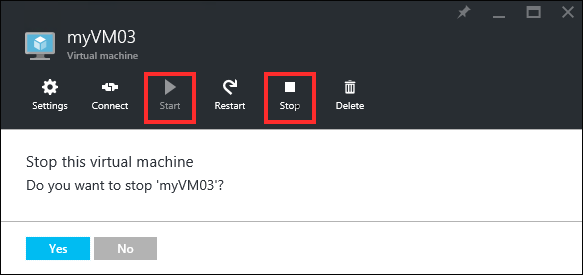 myVM03
Virtual machine
Settings Connect Start Restart Stop Delete
Stop this virtual machine
Do you want to stop 'myVM03'?
Yes No